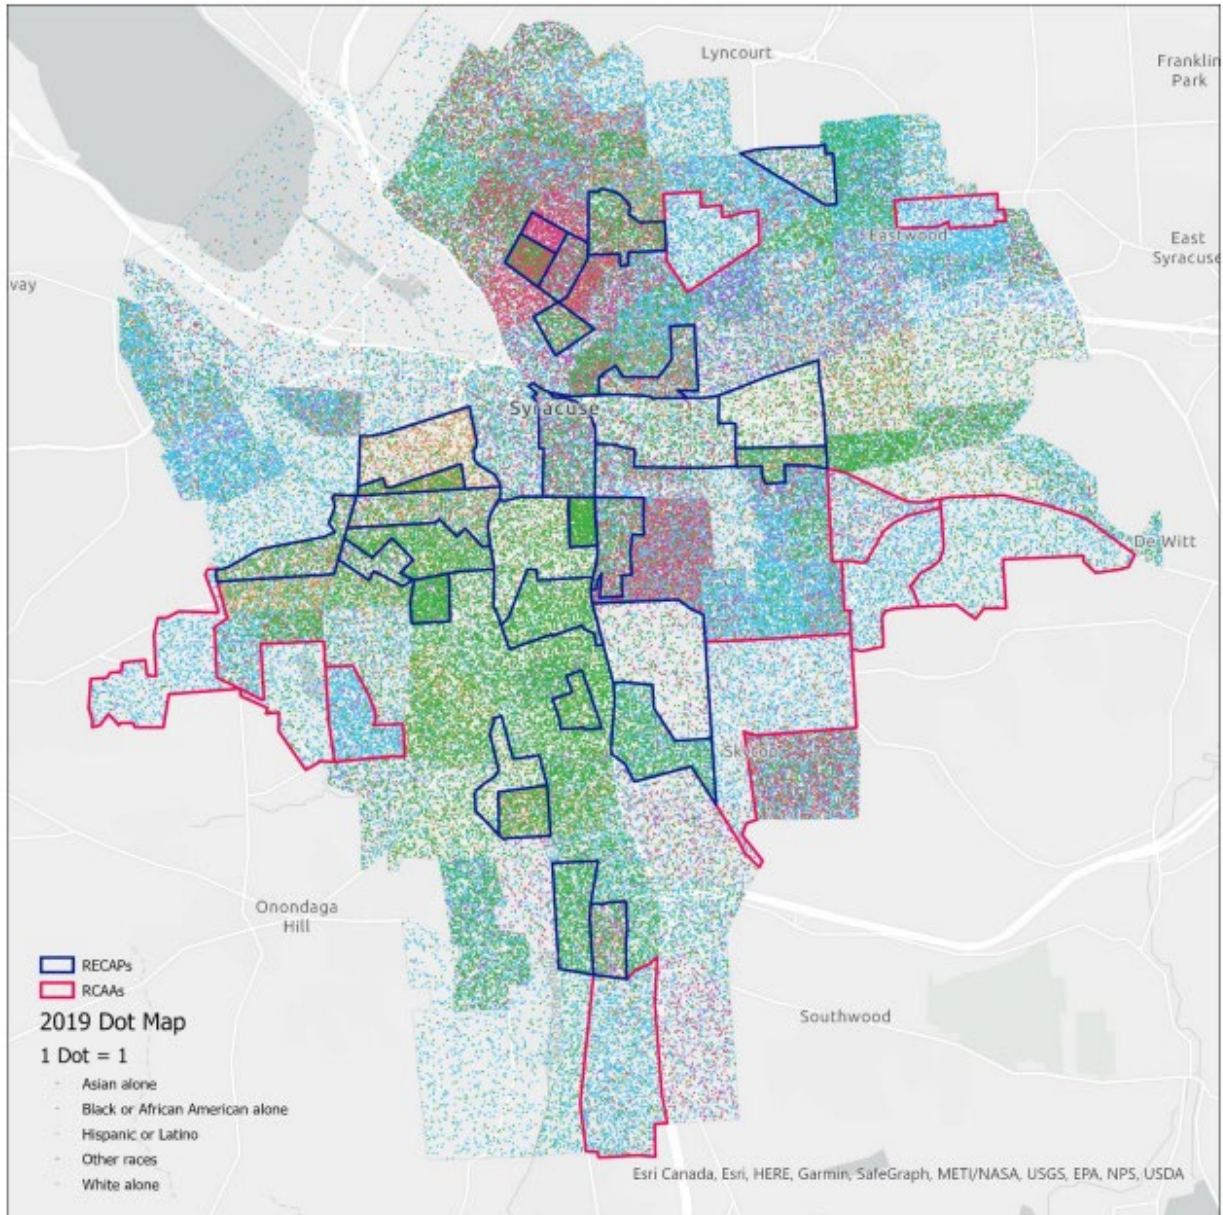 Lyncourt
Franklin
Park
Eastwood
East
Syracuse
vay
Syracuse
De Witt
Onondaga
Hill
Southwood
RECAPs
RCAAs
2019 Dot Map
1 Dot = 1
Asian alone
Black or African American alone
Hispanic or Latino
Other races
White alone
Esri Canada, Esri, HERE, Garmin, SafeGraph, METI/NASA, USGS, EPA, NPS, USDA